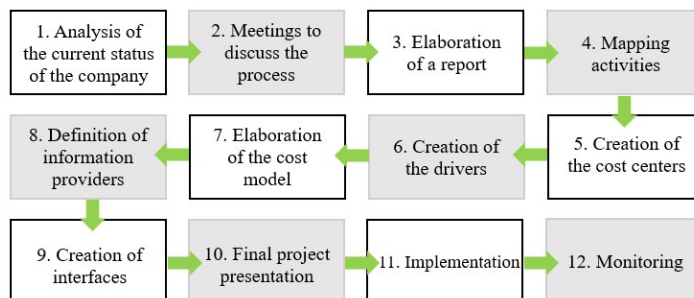 1. Analysis of
the current status
of the company
2. Meetings to
discuss the
process
3. Elaboration
of a report
4. Mapping
activities
5. Creation of
the cost centers
6. Creation of
the drivers
7. Elaboration
of the cost
model
8. Definition of
information
providers
9. Creation of
interfaces
10. Final project
presentation
11. Implementation
12. Monitoring